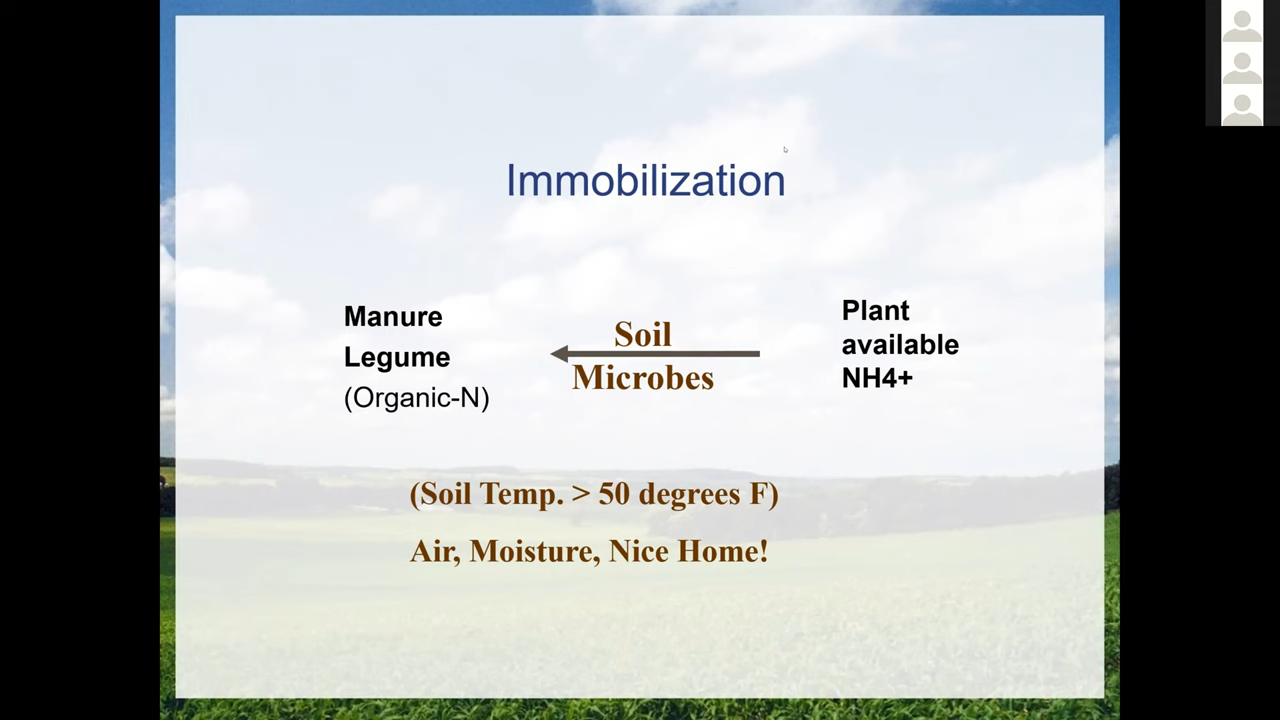 Immobilization
Manure
Legume
(Organic-N)
Soil
Microbes
Plant
available
NH4+
(Soil Temp. > 50 degrees F)
Air, Moisture, Nice Home!